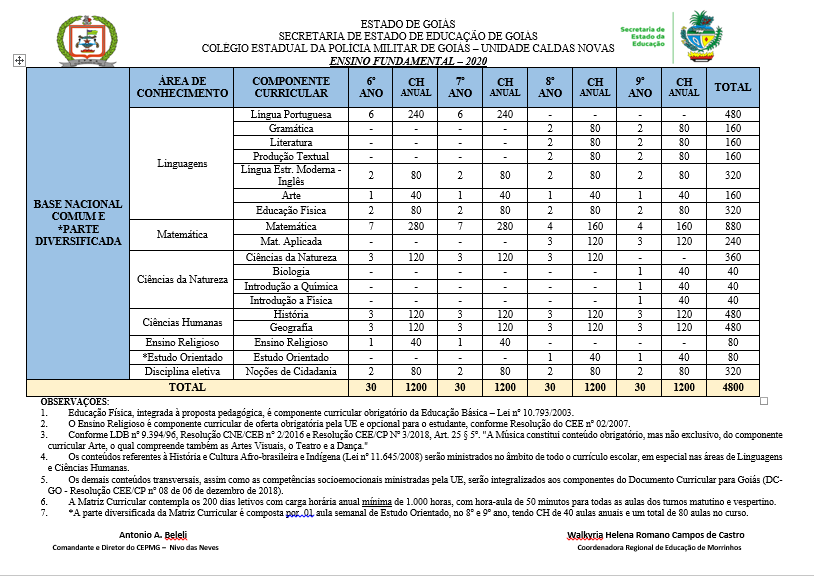 ESTADO DE GOIÁS
SECRETARIA DE ESTADO DE EDUCAÇÃO DE GOIÁS
COLÉGIO ESTADUAL DA POLICIA MILITAR DE GOIÁS – UNIDADE CALDAS NOVAS
ENSINO FUNDAMENTAL – 2020
Secretaria de
Estado da
Educação
ÁREA DE CONHECIMENTO COMPONENTE CURRICULAR 6º ANO CH ANUAL 7º ANO CH ANUAL 8º ANO CH ANUAL 9º ANO CH ANUAL TOTAL
BASE NACIONAL
COMUM E
*PARTE
DIVERSIFICADA
Linguagens
Língua Portuguesa 6 240 6 240 - - - - 480
Gramática - - - - 2 80 2 80 160
Literatura - - - - 2 80 2 80 160
Produção Textual - - - - 2 80 2 80 160
Língua Estr. Moderna - Inglês 2 80 2 80 2 80 2 80 320
Arte 1 40 1 40 1 40 1 40 160
Educação Física 2 80 2 80 2 80 2 80 320
Matemática
Matemática 7 280 7 280 4 160 4 160 880
Mat. Aplicada - - - - 3 120 3 120 240
Ciências da Natureza
Ciências da Natureza 3 120 3 120 3 120 - - 360
Biologia - - - - - - 1 40 40
Introdução a Química - - - - - - 1 40 40
Introdução a Física - - - - - - 1 40 40
Ciências Humanas
História 3 120 3 120 3 120 3 120 480
Geografia 3 120 3 120 3 120 3 120 480
Ensino Religioso Ensino Religioso 1 40 1 40 - - - - 80
*Estudo Orientado Estudo Orientado - - - - 1 40 1 40 80
Disciplina eletiva Noções de Cidadania 2 80 2 80 2 80 2 80 320
TOTAL 30 1200 30 1200 30 1200 30 1200 4800
OBSERVAÇÕES:
1. Educação Física, integrada à proposta pedagógica, é componente curricular obrigatório da Educação Básica – Lei nº 10.793/2003.
2. O Ensino Religioso é componente curricular de oferta obrigatória pela UE e opcional para o estudante, conforme Resolução do CEE nº 02/2007.
3. Conforme LDB nº 9.394/96, Resolução CNE/CEB nº 2/2016 e Resolução CEE/CP Nº 3/2018, Art. 25 § 5º. "A Música constitui conteúdo obrigatório, mas não exclusivo, do componente
curricular Arte, o qual compreende também as Artes Visuais, o Teatro e a Dança."
4. Os conteúdos referentes à História e Cultura Afro-brasileira e Indígena (Lei nº 11.645/2008) serão ministrados no âmbito de todo o currículo escolar, em especial nas áreas de Linguagens
e Ciências Humanas.
5. Os demais conteúdos transversais, assim como as competências socioemocionais ministradas pela UE, serão integralizados aos componentes do Documento Curricular para Goiás (DC-
GO - Resolução CEE/CP nº 08 de 06 de dezembro de 2018).
6. A Matriz Curricular contempla os 200 dias letivos com carga horária anual mínima de 1.000 horas, com hora-aula de 50 minutos para todas as aulas dos turnos matutino e vespertino.
7. *A parte diversificada da Matriz Curricular é composta por 01 aula semanal de Estudo Orientado, no 8º e 9º ano, tendo CH de 40 aulas anuais e um total de 80 aulas no curso.
Antonio A. Beleli
Comandante e Diretor do CEPMG – Nivo das Neves
Walkyria Helena Romano Campos de Castro
Coordenadora Regional de Educação de Morrinhos